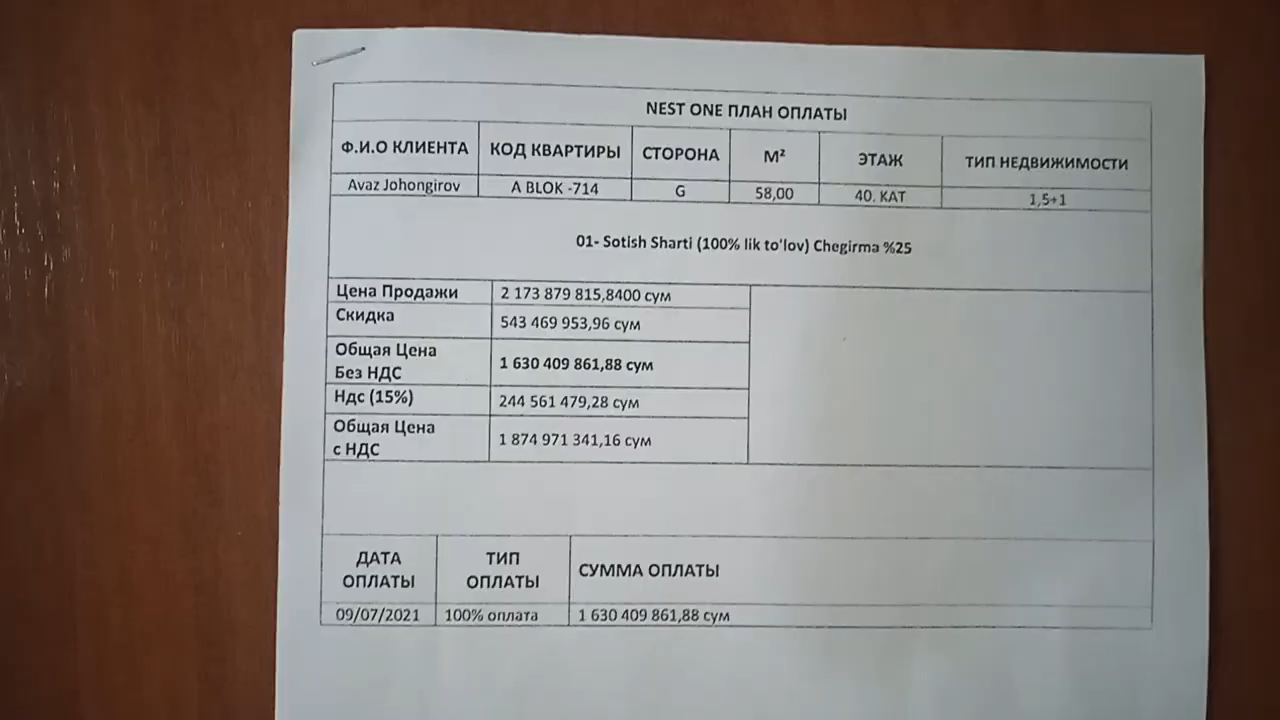 NEST ONE ПЛАН ОПЛАТЫ
Ф.И.О КЛИЕНТА КОД КВАРТИРЫ СТОРОНА М² ЭТАЖ ТИП НЕДВИЖИМОСТИ
Avaz Johongirov A BLOK -714 G 58,00 40. KAT 1,5+1
01- Sotish Sharti (100% lik to'lov) Chegirma %25
Цена Продажи 2 173 879 815,8400 сум
Скидка 543 469 953,96 сум
Общая Цена
Без НДС 1 630 409 861,88 сум
Ндс (15%) 244 561 479,28 сум
Общая Цена
с НДС 1 874 971 341,16 сум
ДАТА
ОПЛАТЫ
ТИП
ОПЛАТЫ
СУММА ОПЛАТЫ
09/07/2021 100% оплата 1 630 409 861,88 сум